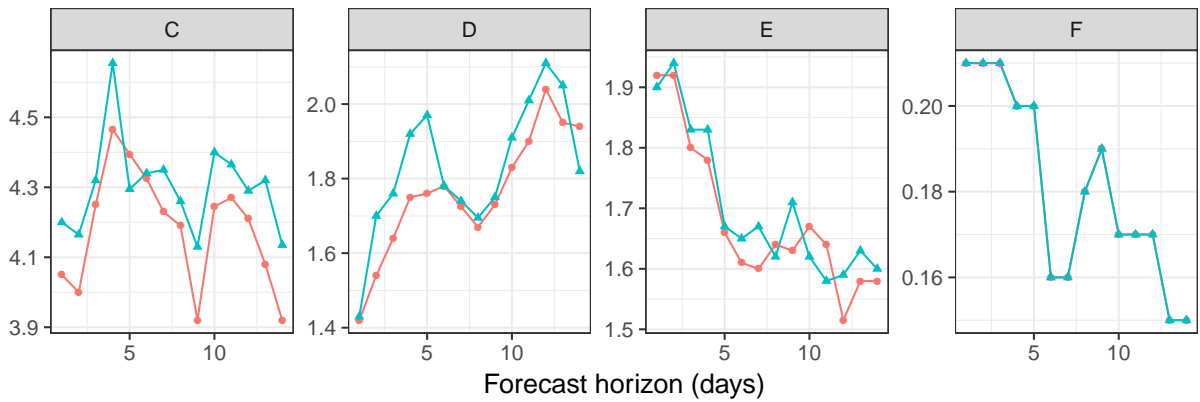 C D E F
4.5 2.0 1.9 0.20
4.3 1.8 1.8 0.18
4.1 1.6 1.7 0.16
3.9 1.4 1.6
1.5
5 10 5 10 5 10 5 10
Forecast horizon (days)